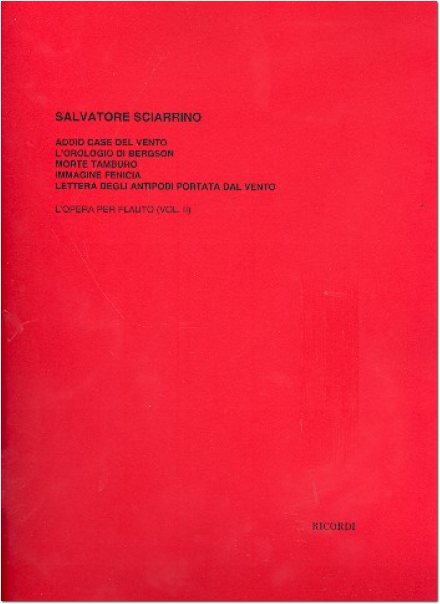 SALVATORE SCIARRINO
ADDIO CASE DEL VENTO
L'OROLOGIO DI BERGSON
MORTE TAMBURO
IMMAGINE FENICIA
LETTERA DEGLI ANTIPODI PORTATA DAL VENTO
L'OPERA PER FLAUTO (VOL. II)
RICORDI